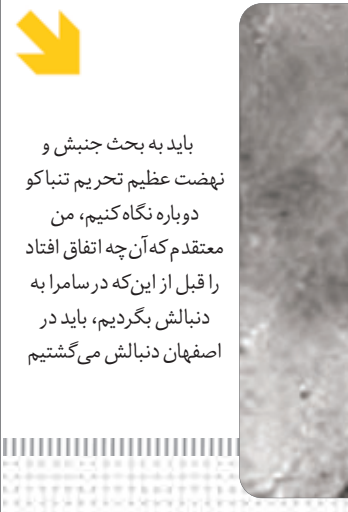 باید به بحث جنبش و
نهضت عظیم تحریم تنباکو
دوباره نگاه کنیم، من
معتقدم که آن‌چه اتفاق افتاد
را قبل از این‌که در سامرا به
دنبالش بگردیم، باید در
اصفهان دنبالش می‌گشتیم